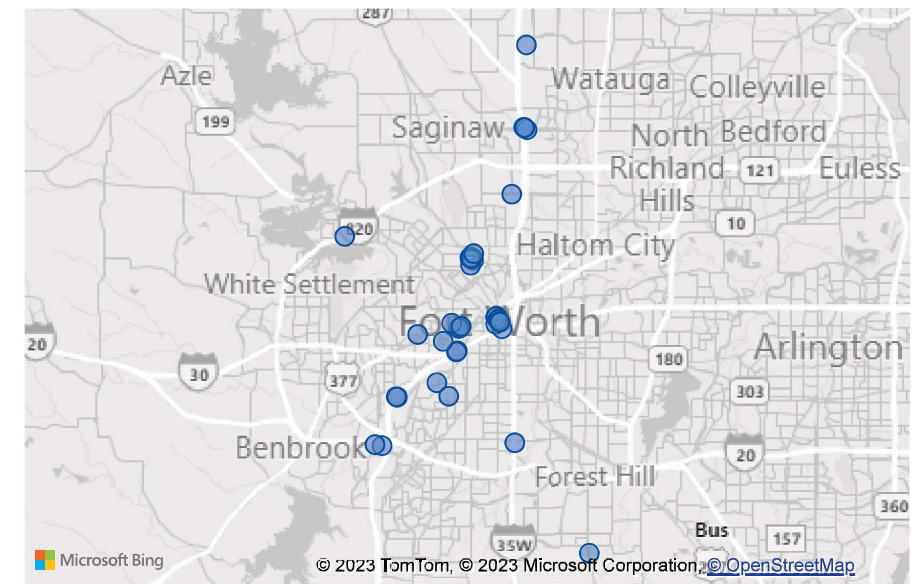 287
Azle
Watauga
Colleyville
199
Saginaw
North
Bedford
Richland
121
Euless
Hills
820
10
Haltom City
White Settlement
Fort Worth
20
Arlington
180
30
377
303
Benbrook
20
Forest Hill
360
Bus
35W
157
Microsoft Bing
© 2023 TomTom, © 2023 Microsoft Corporation, © OpenStreetMap